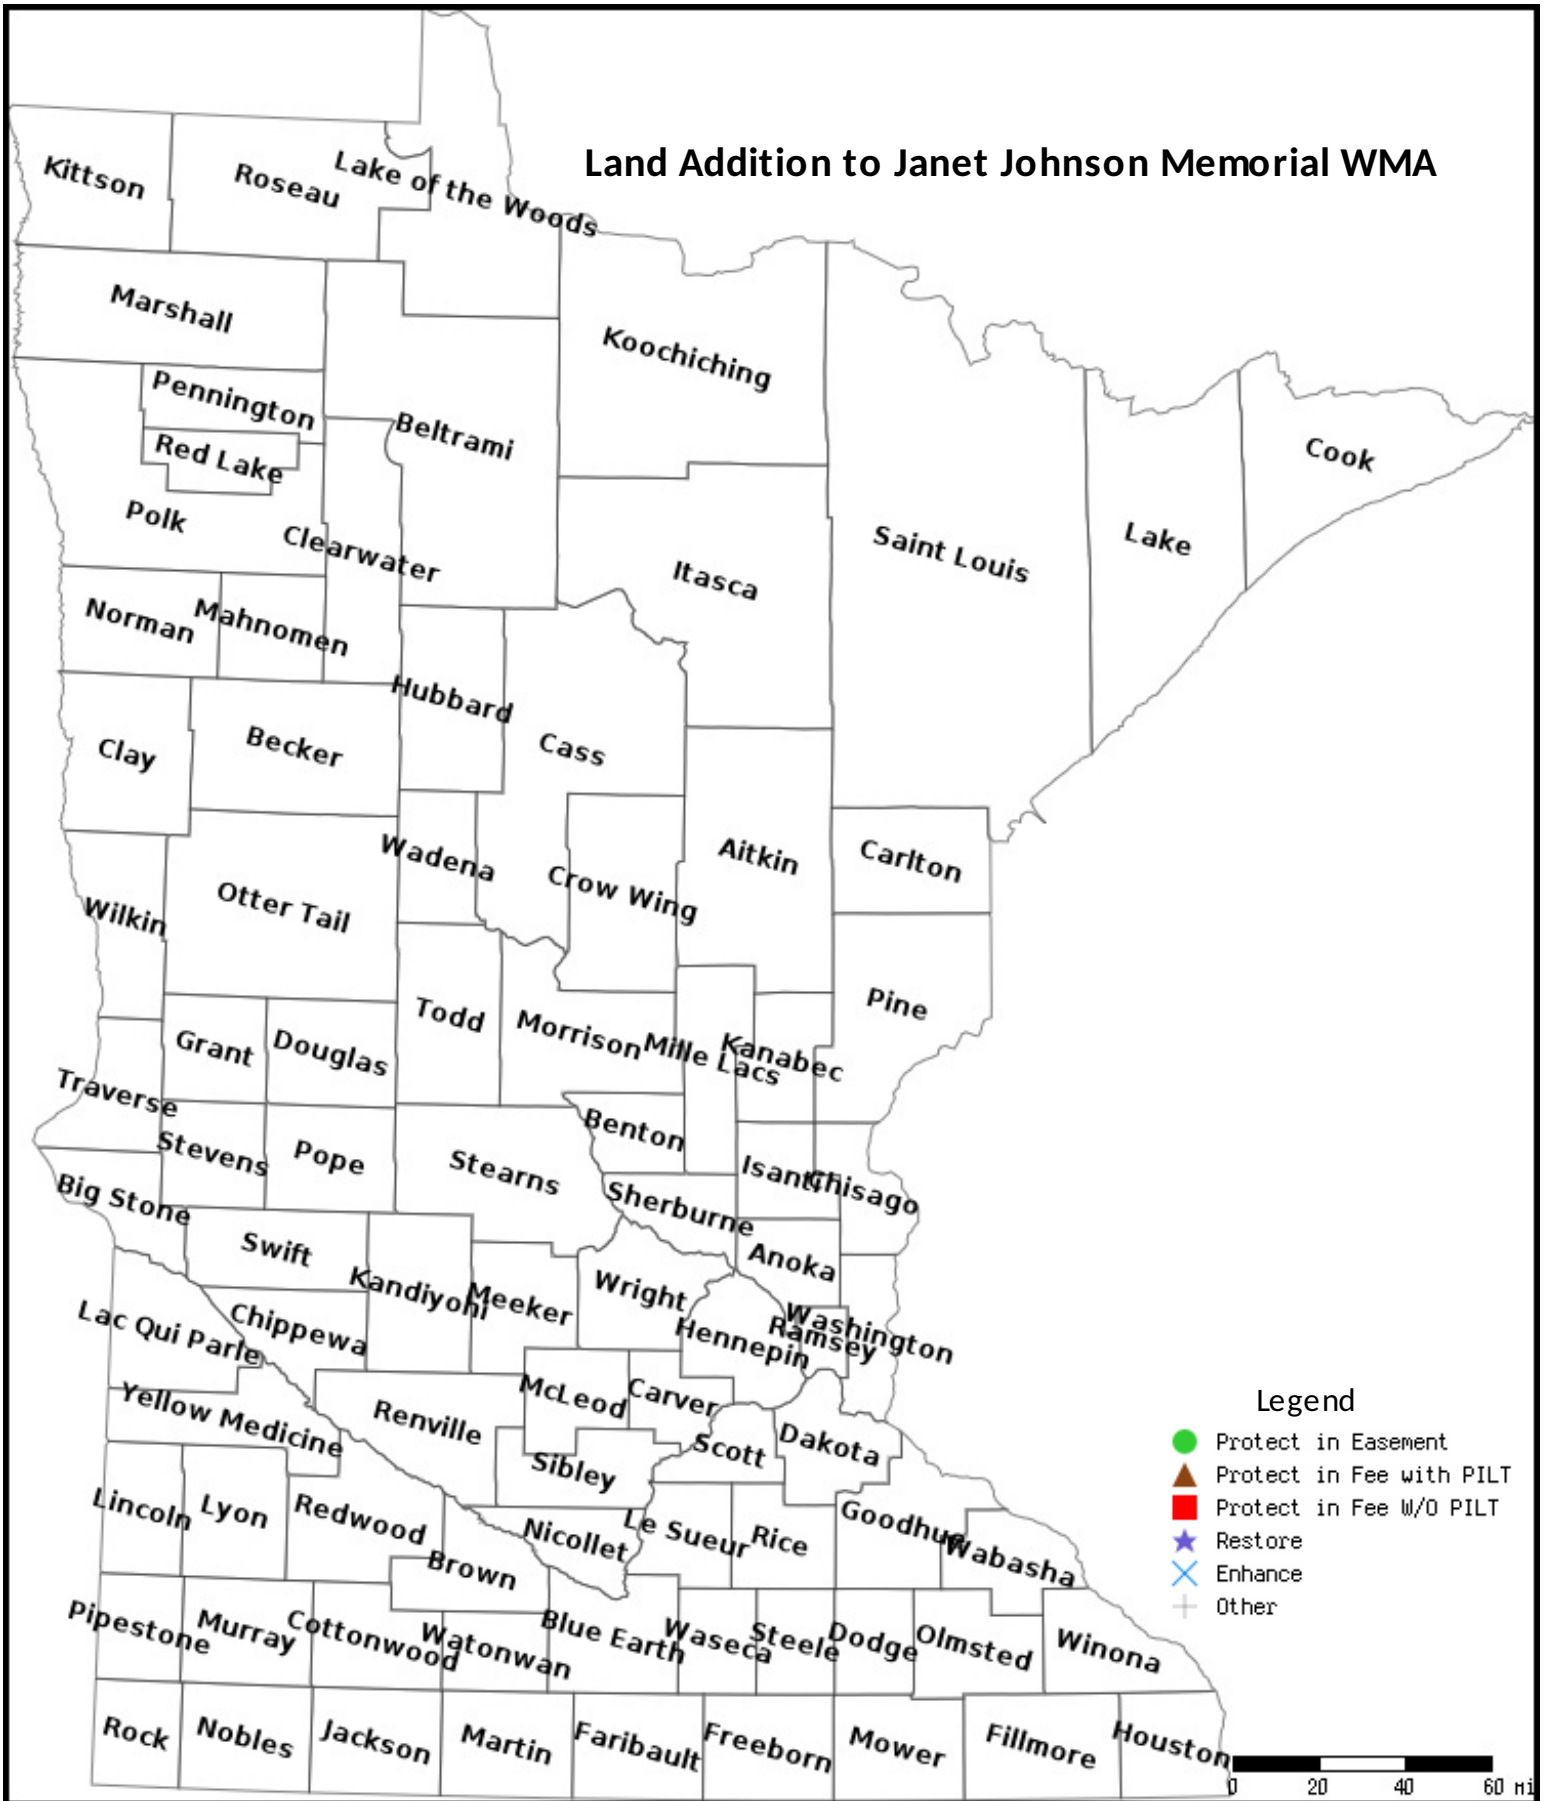 Land Addition to Janet Johnson Memorial WMA
Kittson
Roseau
Lake of the Woods
Marshall
Koochiching
Pennington
Beltrami
Red Lake
Cook
Polk
Clearwater
Saint Louis
Lake
Itasca
Norman
Mahnomen
Hubbard
Clay
Becker
Cass
Wadena
Aitkin
Carlton
Otter Tail
Crow Wing
Wilkin
Pine
Todd
Morrison
Mille Lacs
Kanabec
Grant
Douglas
Traverse
Benton
Stevens
Pope
Stearns
Isanti
Chisago
Big Stone
Sherburne
Swift
Anoka
Kandiyohi
Meeker
Wright
Washington
Ramsey
Hennepin
Lac Qui Parle
Chippewa
McLeod
Carver
Yellow Medicine
Renville
Scott
Dakota
Sibley
Lincoln
Lyon
Redwood
Nicollet
Le Sueur
Rice
Goodhue
Wabasha
Brown
Pipestone
Murray
Cottonwood
Watonwan
Blue Earth
Waseca
Steele
Dodge
Olmsted
Winona
Rock
Nobles
Jackson
Martin
Faribault
Freeborn
Mower
Fillmore
Houston
Legend
Protect in Easement
Protect in Fee with PILT
Protect in Fee W/O PILT
Restore
Enhance
Other
0 20 40 60 mi